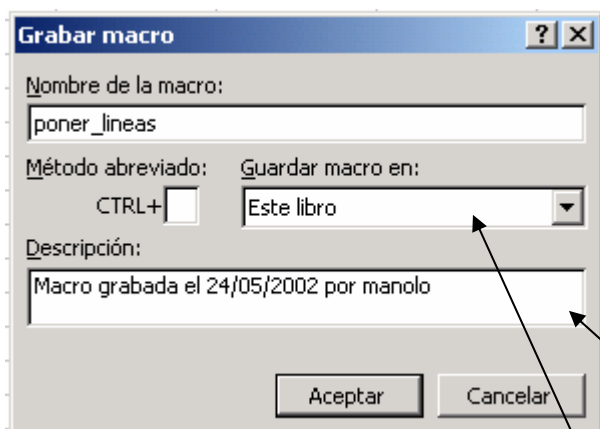 Grabar macro
Nombre de la macro:
poner_lineas
Método abreviado: Guardar macro en:
CTRL+ Este libro
Descripción:
Macro grabada el 24/05/2002 por manolo
Aceptar Cancelar